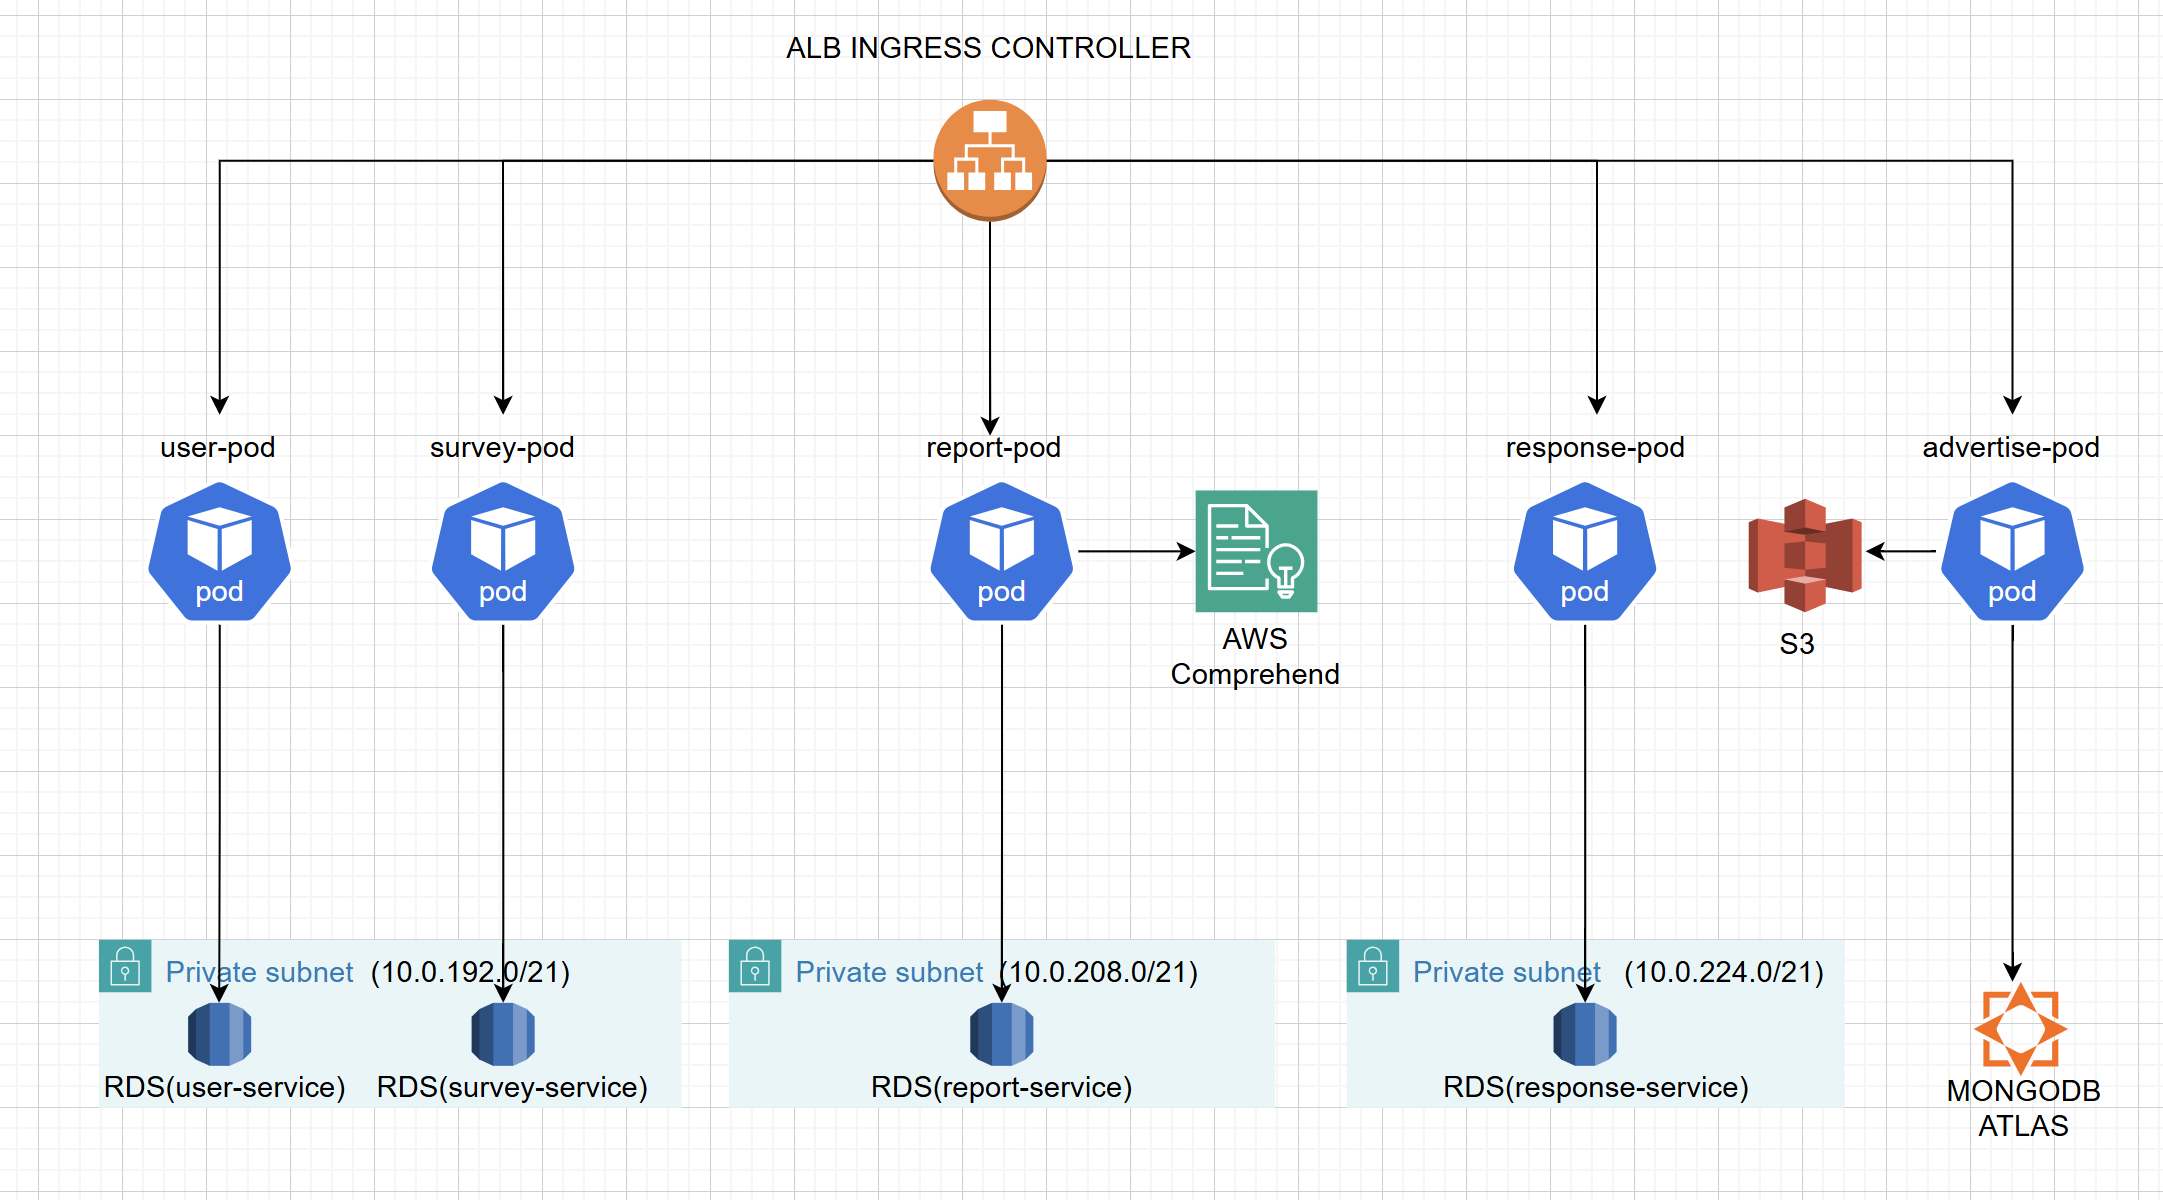 ALB INGRESS CONTROLLER
user-pod
survey-pod
report-pod
response-pod
advertise-pod
pod
pod
pod
pod
pod
AWS
Comprehend
S3
Private subnet (10.0.192.0/21)
Private subnet (10.0.208.0/21)
Private subnet (10.0.224.0/21)
RDS(user-service)
RDS(survey-service)
RDS(report-service)
RDS(response-service)
MONGODB
ATLAS